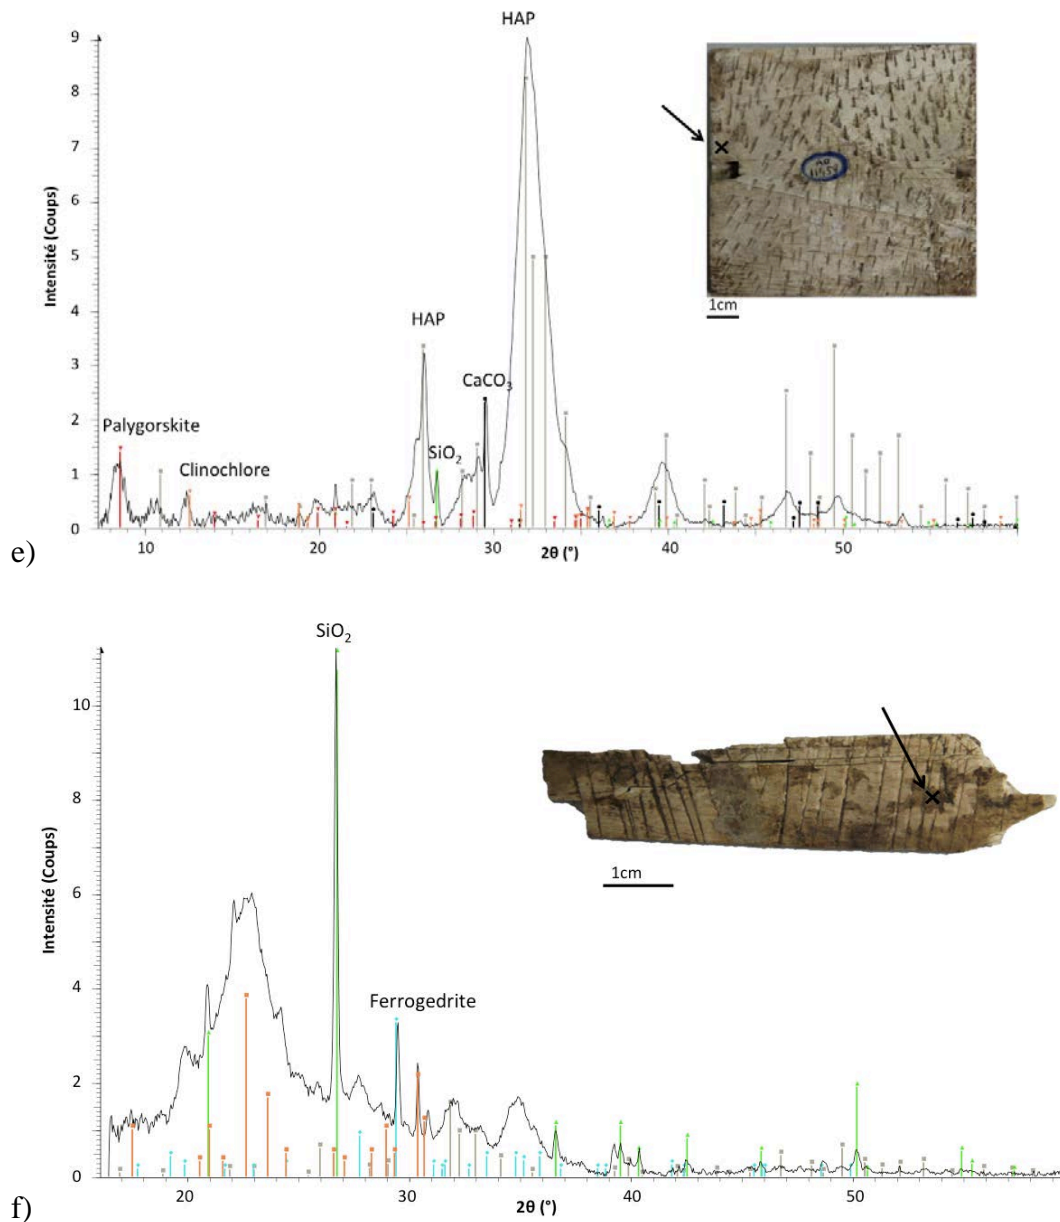 HAP
9
8
7
6
5
4
3
2
1
0
Intensité (Coups)
HAP
CaCO3
SiO2
Palygorskite
Clinochlore
AO
1cm
10 20 30 40 50
2θ (°)
e)
SiO2
10
8
6
4
2
0
Intensité (Coups)
Ferrogedrite
1cm
20 30 40 50
2θ (°)
f)